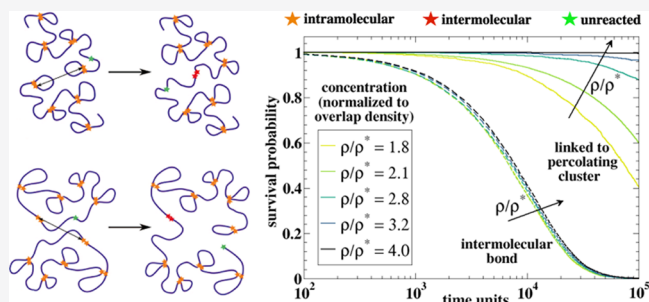 ★ intramolecular ★ intermolecular ★ unreacted
survival probability
1
0.8
0.6
0.4
0.2
0
concentration
(normalized to
overlap density)
ρ/ρ* = 1.8
ρ/ρ* = 2.1
ρ/ρ* = 2.8
ρ/ρ* = 3.2
ρ/ρ* = 4.0
ρ/ρ*
linked to
percolating
cluster
ρ/ρ*
intermolecular
bond
10² 10³ 10⁴ 10⁵
time units